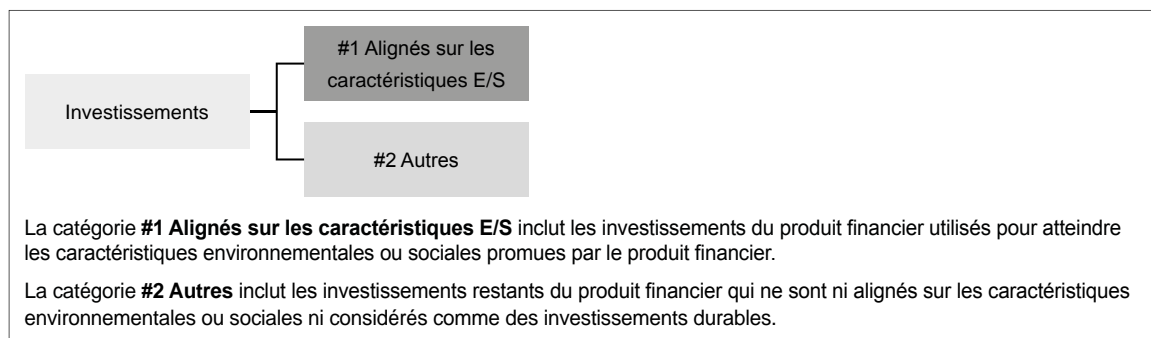 #1 Alignés sur les
caractéristiques E/S
Investissements
#2 Autres
La catégorie #1 Alignés sur les caractéristiques E/S inclut les investissements du produit financier utilisés pour atteindre
les caractéristiques environnementales ou sociales promues par le produit financier.
La catégorie #2 Autres inclut les investissements restants du produit financier qui ne sont ni alignés sur les caractéristiques
environnementales ou sociales ni considérés comme des investissements durables.